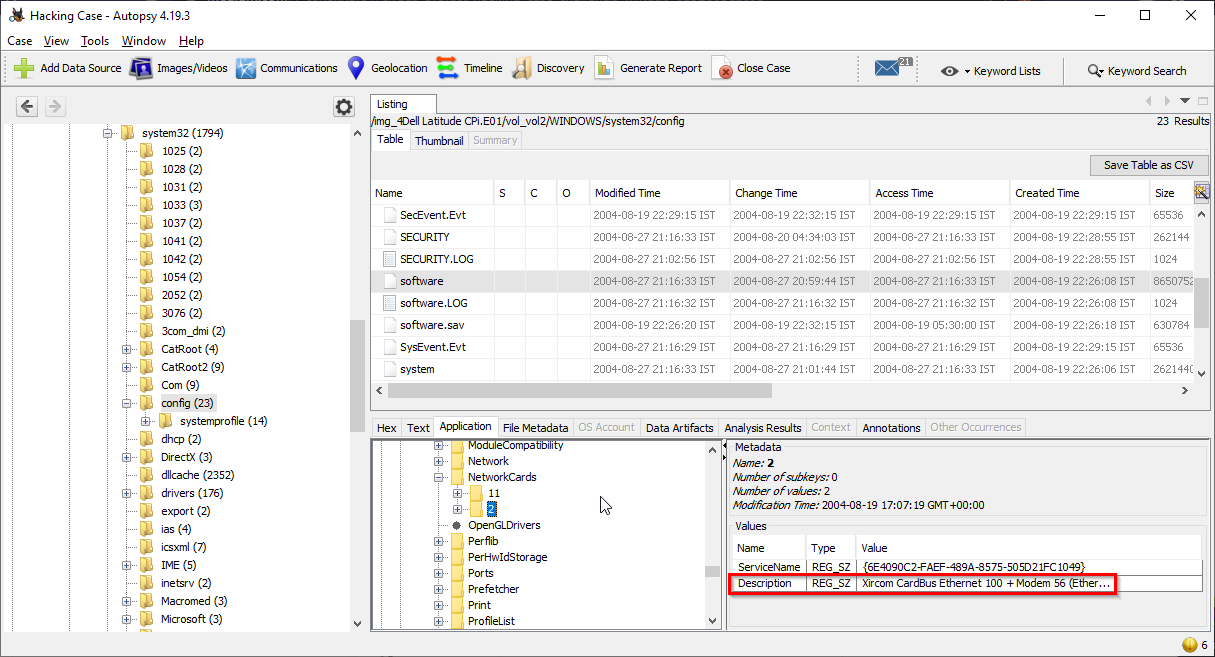 Hacking Case - Autopsy 4.19.3
Case View Tools Window Help
Add Data Source Images/Videos Communications Geolocation Timeline Discovery Generate Report Close Case 21 Keyword Lists Keyword Search
Listing
/img_4Dell Latitude CPi.E01/vol_vol2/WINDOWS/system32/config 23 Results
Table Thumbnail Summary
Save Table as CSV
Name S C O Modified Time Change Time Access Time Created Time Size
SecEvent.Evt 2004-08-19 22:29:15 IST 2004-08-19 22:32:15 IST 2004-08-19 22:29:15 IST 2004-08-19 22:29:15 IST 65536
SECURITY 2004-08-27 21:16:33 IST 2004-08-20 04:34:03 IST 2004-08-27 21:16:33 IST 2004-08-19 22:28:55 IST 262144
SECURITY.LOG 2004-08-27 21:02:56 IST 2004-08-27 21:02:56 IST 2004-08-27 21:02:56 IST 2004-08-19 22:28:55 IST 1024
software 2004-08-27 21:16:33 IST 2004-08-27 20:59:44 IST 2004-08-27 21:16:33 IST 2004-08-19 22:26:08 IST 8650752
software.LOG 2004-08-27 21:16:32 IST 2004-08-27 21:16:32 IST 2004-08-27 21:16:32 IST 2004-08-19 22:26:08 IST 1024
software.sav 2004-08-19 22:26:20 IST 2004-08-19 22:32:15 IST 2004-08-19 05:30:00 IST 2004-08-19 22:26:18 IST 630784
SysEvent.Evt 2004-08-27 21:16:29 IST 2004-08-27 21:16:29 IST 2004-08-27 21:16:29 IST 2004-08-19 22:29:15 IST 65536
system 2004-08-27 21:16:33 IST 2004-08-27 21:01:44 IST 2004-08-27 21:16:33 IST 2004-08-19 22:26:06 IST 2621440
system32 (1794)
1025 (2)
1028 (2)
1031 (2)
1033 (3)
1037 (2)
1041 (2)
1042 (2)
1054 (2)
2052 (2)
3076 (2)
3com_dmi (2)
CatRoot (4)
CatRoot2 (9)
Com (9)
config (23)
systemprofile (14)
dhcp (2)
DirectX (3)
dllcache (2352)
drivers (176)
export (2)
ias (4)
icsxml (7)
IME (5)
inetsrv (2)
Macromed (3)
Microsoft (3)
Hex Text Application File Metadata OS Account Data Artifacts Analysis Results Context Annotations Other Occurrences
ModuleCompatibility
Network
NetworkCards
11
2
OpenGLDrivers
Perflib
PerHwIdStorage
Ports
Prefetcher
Print
ProfileList
Metadata
Name: 2
Number of subkeys: 0
Number of values: 2
Modification Time: 2004-08-19 17:07:19 GMT+00:00
Values
Name Type Value
ServiceName REG_SZ {6E4090C2-FAEF-489A-8575-505D21FC1049}
Description REG_SZ Xircom CardBus Ethernet 100 + Modem 56 (Ether...
6